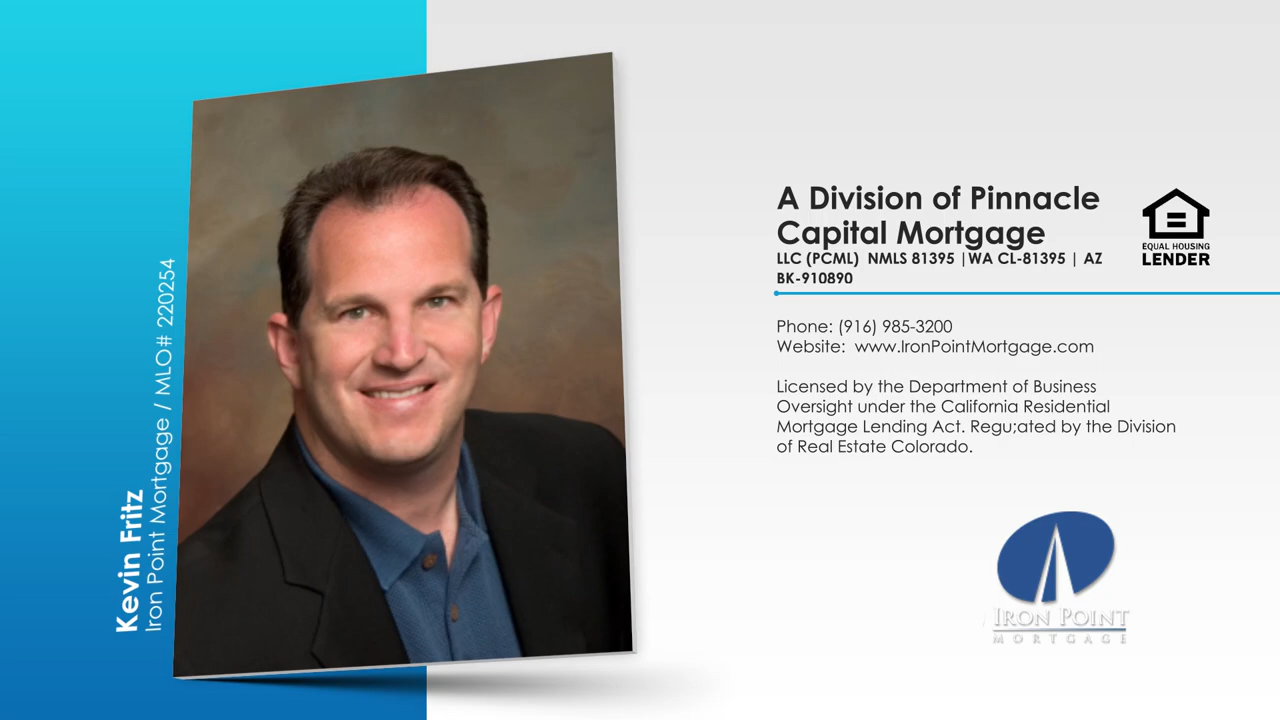 Kevin Fritz
Iron Point Mortgage / MLO# 220254
A Division of Pinnacle
Capital Mortgage
LLC (PCML)  NMLS 81395 |WA CL-81395 | AZ
BK-910890
EQUAL HOUSING
LENDER
Phone: (916) 985-3200
Website:  www.IronPointMortgage.com
Licensed by the Department of Business
Oversight under the California Residential
Mortgage Lending Act. Regu;ated by the Division
of Real Estate Colorado.
IRON POINT
MORTGAGE